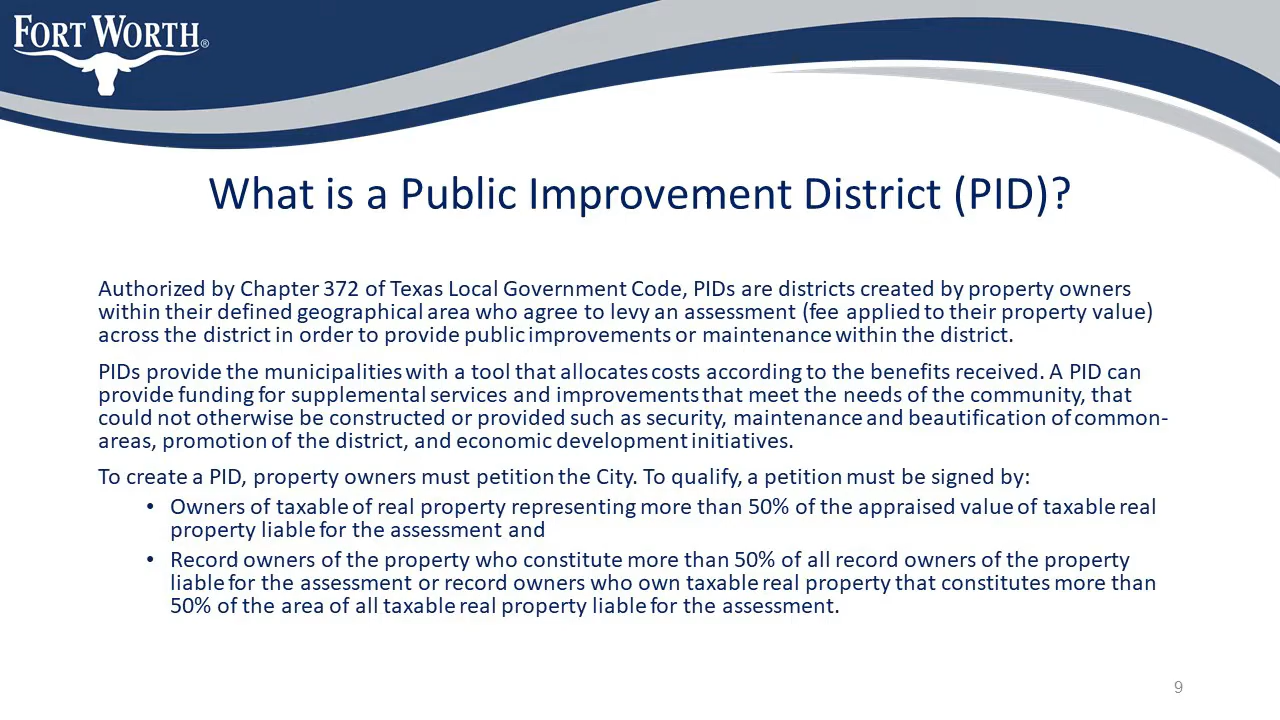 FORT WORTH®
What is a Public Improvement District (PID)?
Authorized by Chapter 372 of Texas Local Government Code, PIDs are districts created by property owners
within their defined geographical area who agree to levy an assessment (fee applied to their property value)
across the district in order to provide public improvements or maintenance within the district.
PIDs provide the municipalities with a tool that allocates costs according to the benefits received. A PID can
provide funding for supplemental services and improvements that meet the needs of the community, that
could not otherwise be constructed or provided such as security, maintenance and beautification of common-
areas, promotion of the district, and economic development initiatives.
To create a PID, property owners must petition the City. To qualify, a petition must be signed by:
• Owners of taxable of real property representing more than 50% of the appraised value of taxable real
property liable for the assessment and
• Record owners of the property who constitute more than 50% of all record owners of the property
liable for the assessment or record owners who own taxable real property that constitutes more than
50% of the area of all taxable real property liable for the assessment.
9